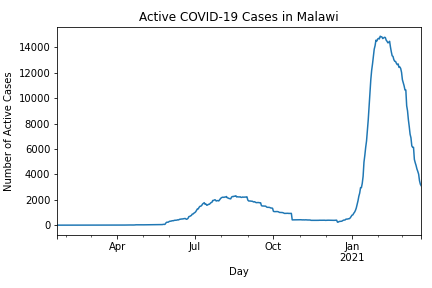 Active COVID-19 Cases in Malawi
Number of Active Cases
14000
12000
10000
8000
6000
4000
2000
0
Apr
Jul
Oct
Jan
2021
Day